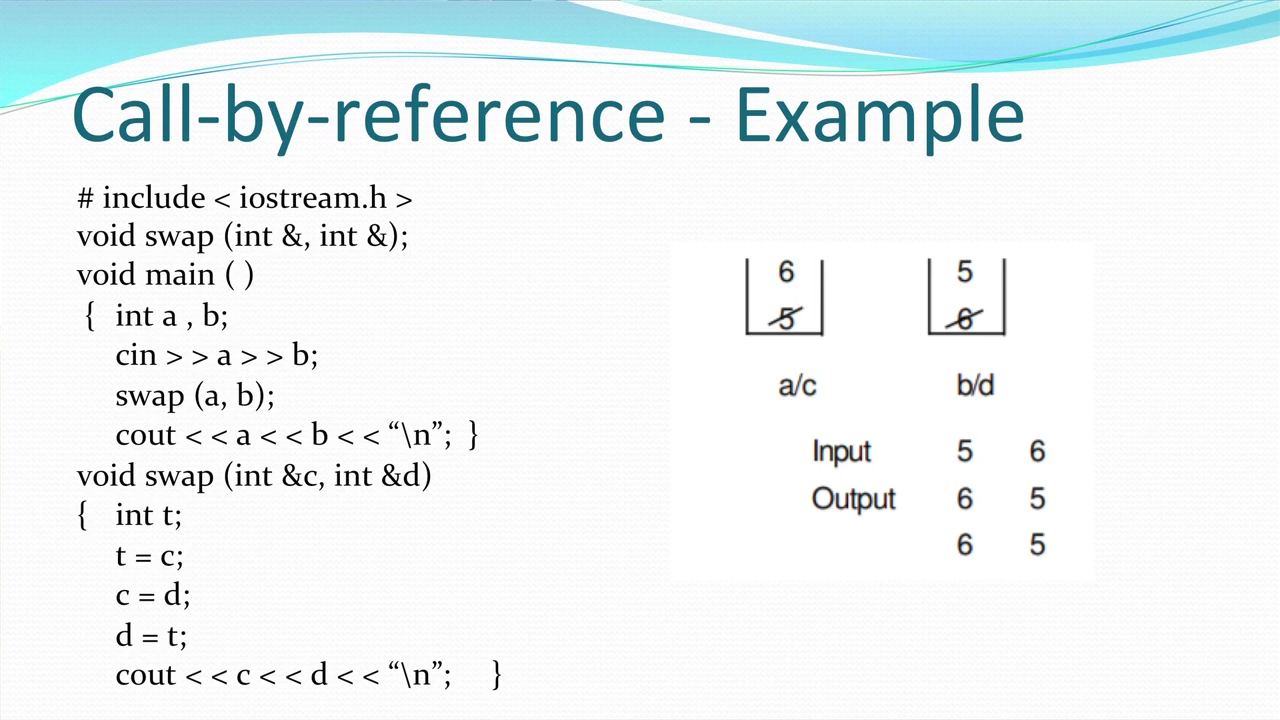 Call-by-reference - Example
# include < iostream.h >
void swap (int &, int &);
void main ( )
{ int a , b;
cin > > a > > b;
swap (a, b);
cout < < a < < b < < “\n”; }
void swap (int &c, int &d)
{ int t;
t = c;
c = d;
d = t;
cout < < c < < d < < “\n”; }
6 5
5 6
a/c b/d
Input 5 6
Output 6 5
6 5